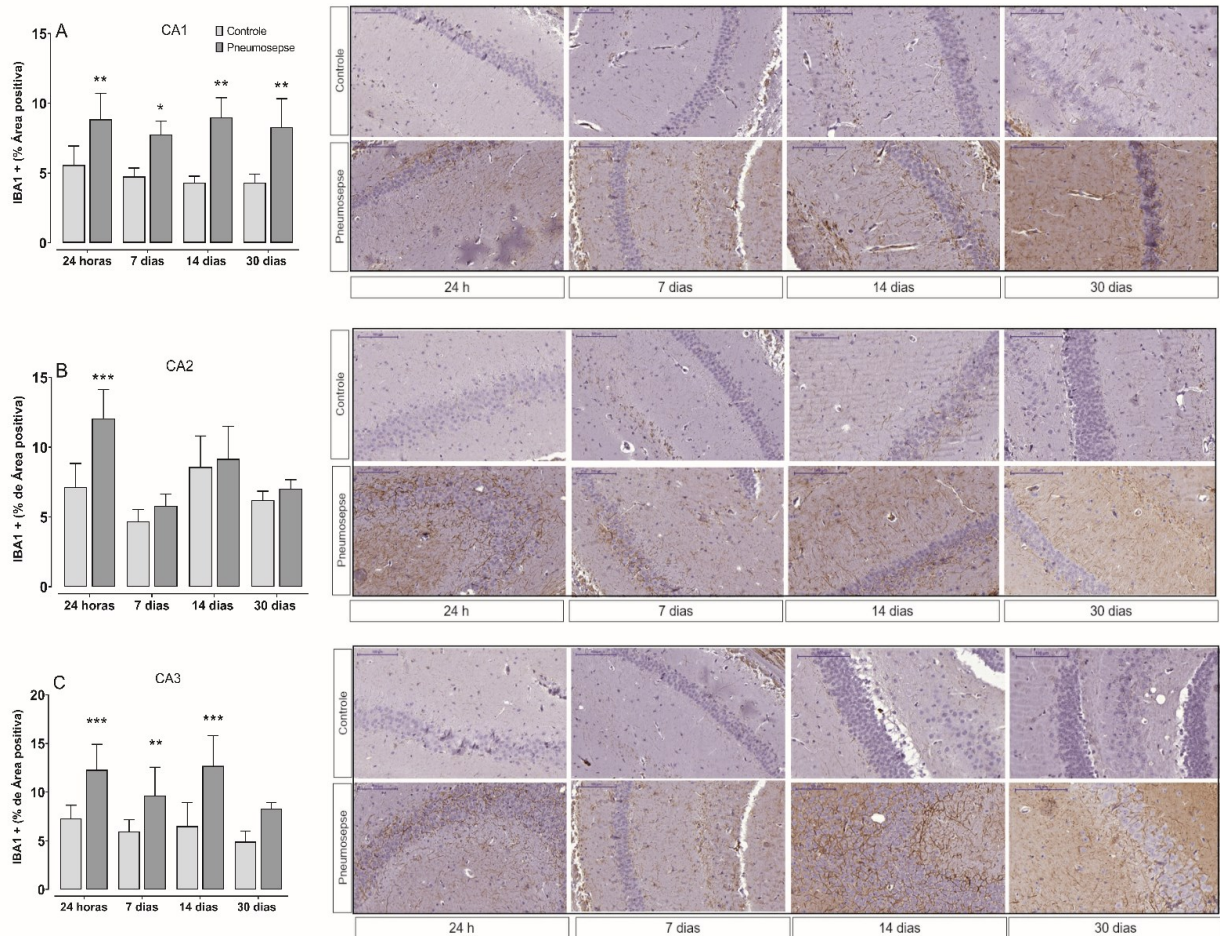 A
CA1
Controle
Pneumosepse
IBA1 + (% Área positiva)
15
10
5
0
**
*
**
**
24 horas 7 dias 14 dias 30 dias
Controle
Pneumosepse
24 h 7 dias 14 dias 30 dias
B
CA2
IBA1 + (% de Área positiva)
15
10
5
0
***
24 horas 7 dias 14 dias 30 dias
Controle
Pneumosepse
24 h 7 dias 14 dias 30 dias
C
CA3
IBA1 + (% de Área positiva)
20
15
10
5
0
***
**
***
24 horas 7 dias 14 dias 30 dias
Controle
Pneumosepse
24 h 7 dias 14 dias 30 dias